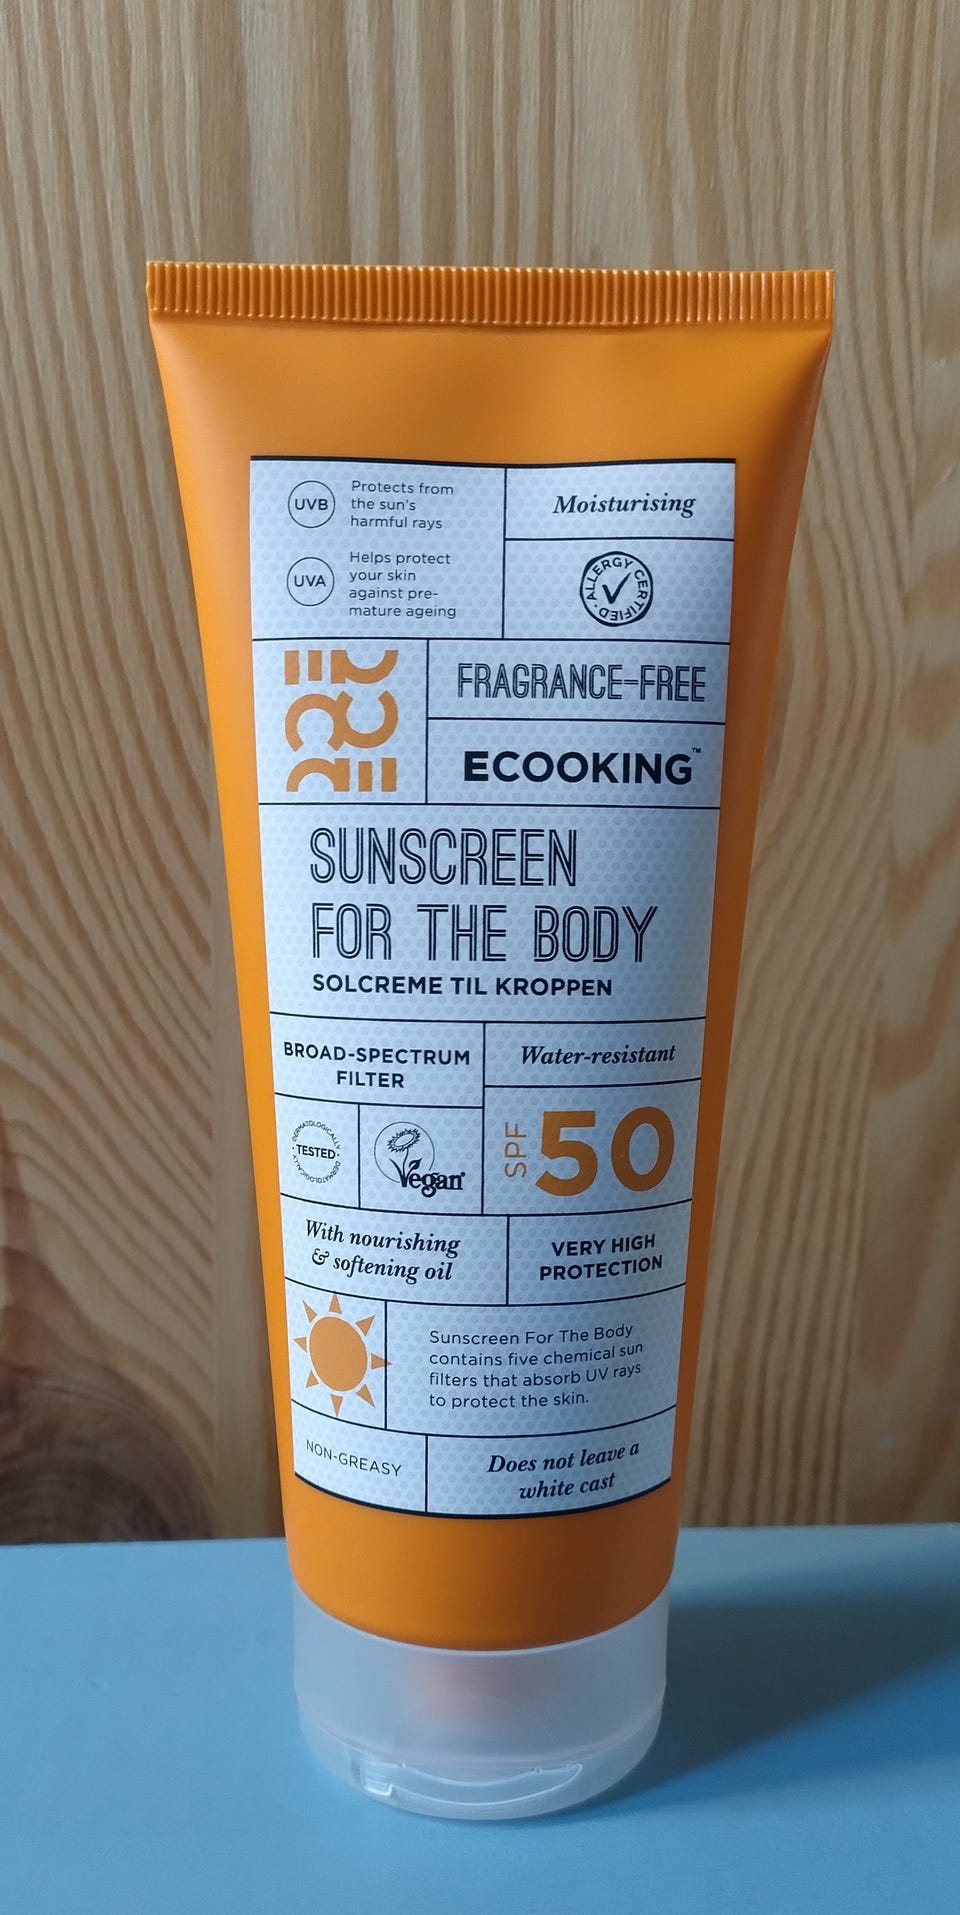 UVB
Protects from
the sun's
harmful rays
UVA
Helps protect
your skin
against pre-
mature ageing
Moisturising
ALLERGY CERTIFIED
FRAGRANCE-FREE
ECOOKING™
SUNSCREEN
FOR THE BODY
SOLCREME TIL KROPPEN
BROAD-SPECTRUM
FILTER
Water-resistant
DERMATOLOGICALLY
TESTED
DERMATOLOGICALLY
Vegan
SPF
50
With nourishing
& softening oil
VERY HIGH
PROTECTION
Sunscreen For The Body
contains five chemical sun
filters that absorb UV rays
to protect the skin.
NON-GREASY
Does not leave a
white cast